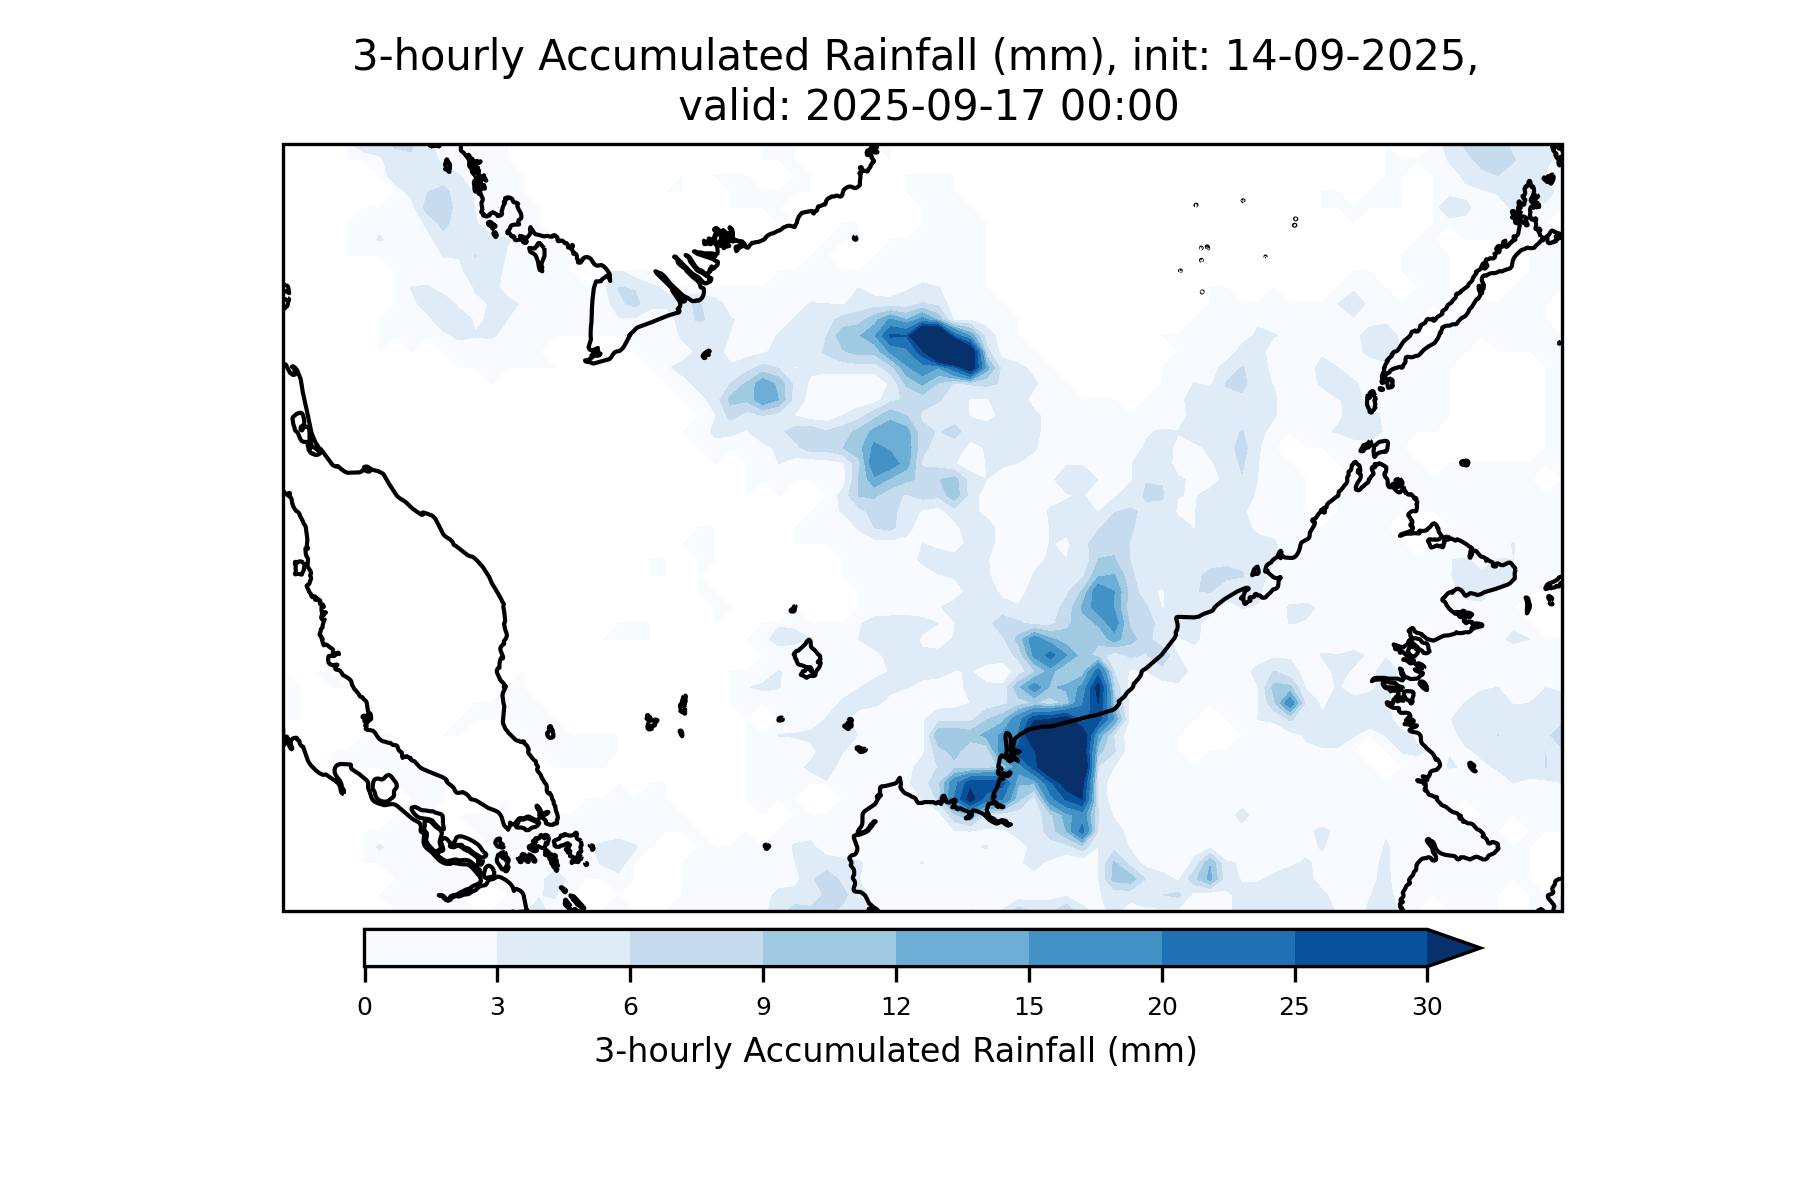 3-hourly Accumulated Rainfall (mm), init: 14-09-2025,
valid: 2025-09-17 00:00
0 3 6 9 12 15 20 25 30
3-hourly Accumulated Rainfall (mm)